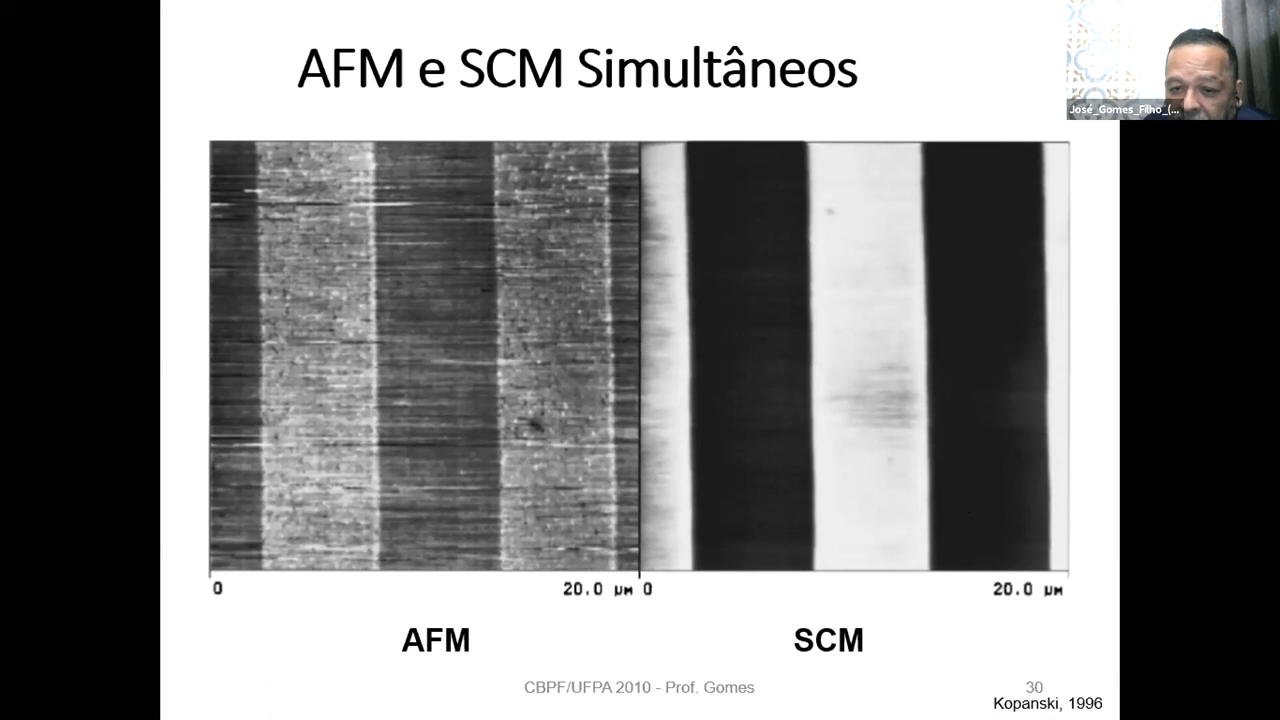 AFM e SCM Simultâneos
José_Gomes_Filho_(...
0
20.0 µm
0
20.0 µm
AFM
SCM
CBPF/UFPA 2010 - Prof. Gomes
30
Kopanski, 1996